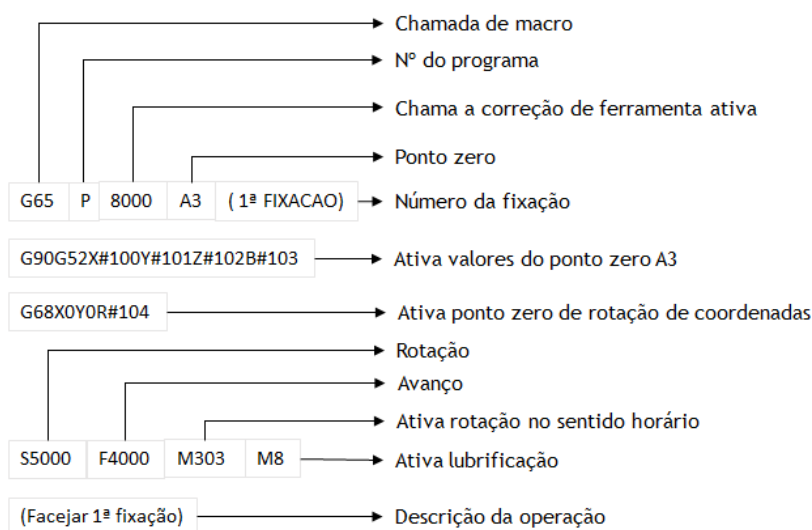 Chamada de macro
Nº do programa
Chama a correção de ferramenta ativa
Ponto zero
G65 P 8000 A3 ( 1ª FIXACAO) Número da fixação
G90G52X#100Y#101Z#102B#103 Ativa valores do ponto zero A3
G68X0Y0R#104 Ativa ponto zero de rotação de coordenadas
Rotação
Avanço
Ativa rotação no sentido horário
S5000 F4000 M303 M8 Ativa lubrificação
(Facejar 1ª fixação) Descrição da operação